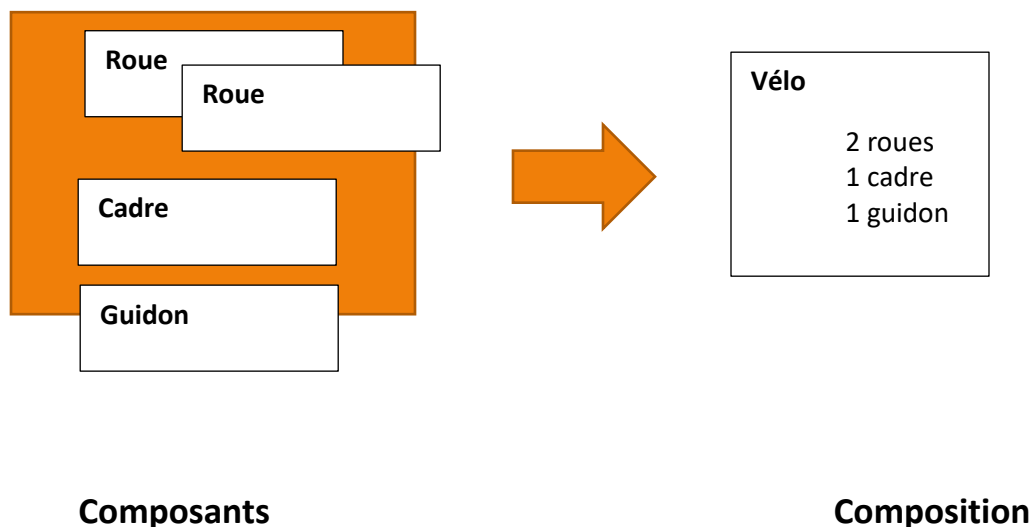 Roue
Roue
Cadre
Guidon
Vélo
2 roues
1 cadre
1 guidon
Composants
Composition